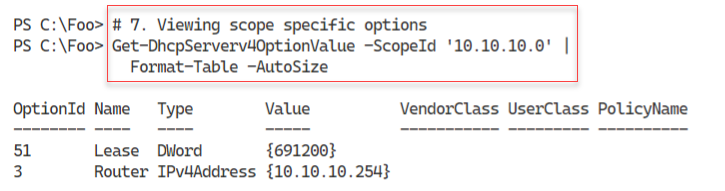 PS C:\Foo> # 7. Viewing scope specific options
PS C:\Foo> Get-DhcpServerv4OptionValue -ScopeId '10.10.10.0' |
Format-Table -AutoSize
OptionId Name Type Value VendorClass UserClass PolicyName
-------- ---- ---- ----- ----------- --------- ----------
51 Lease DWord {691200}
3 Router IPv4Address {10.10.10.254}